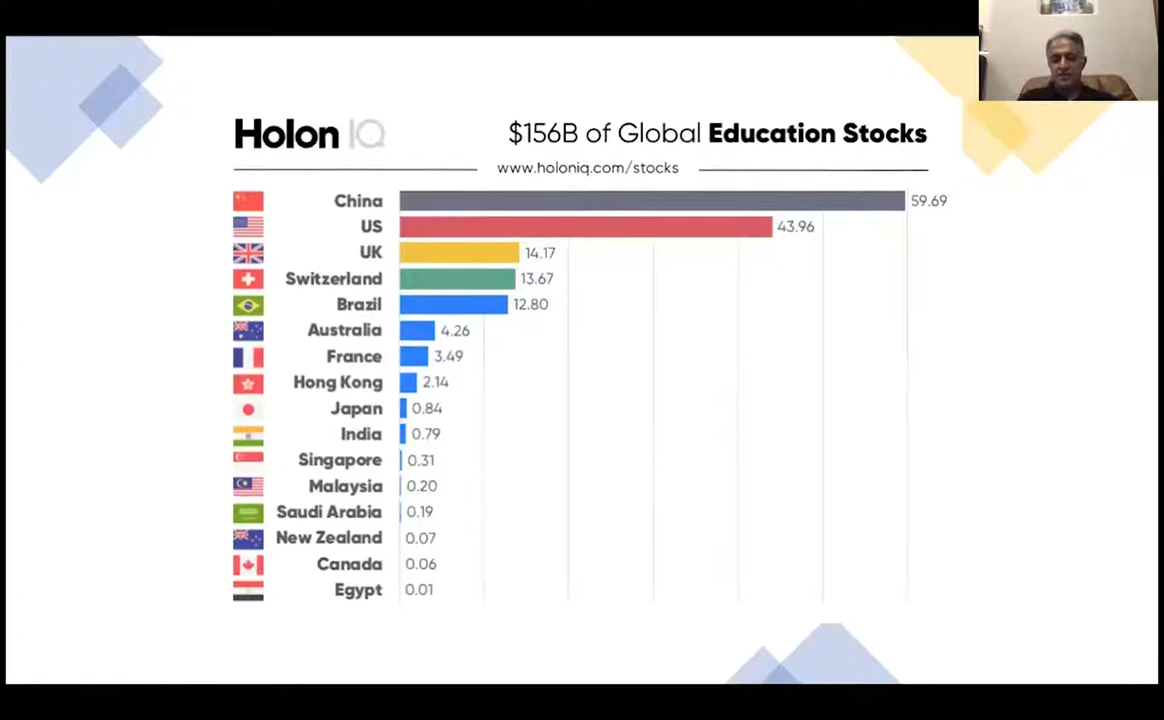 Holon IQ
$156B of Global Education Stocks
www.holoniq.com/stocks
China 59.69
US 43.96
UK 14.17
Switzerland 13.67
Brazil 12.80
Australia 4.26
France 3.49
Hong Kong 2.14
Japan 0.84
India 0.79
Singapore 0.31
Malaysia 0.20
Saudi Arabia 0.19
New Zealand 0.07
Canada 0.06
Egypt 0.01